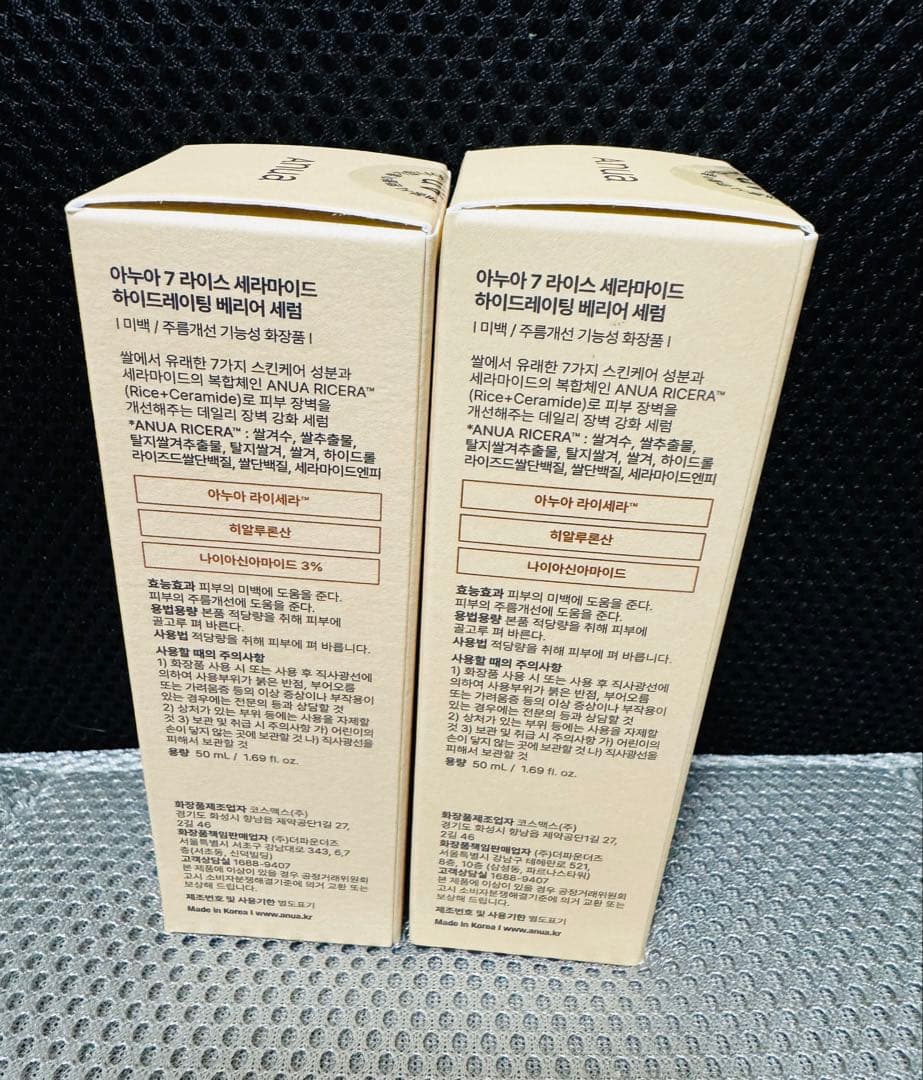 Anua
아누아 7 라이스 세라마이드
하이드레이팅 베리어 세럼
I 미백 / 주름개선 기능성 화장품 I
쌀에서 유래한 7가지 스킨케어 성분과
세라마이드의 복합체인 ANUA RICERA™
(Rice+Ceramide)로 피부 장벽을
개선해주는 데일리 장벽 강화 세럼
*ANUA RICERA™ : 쌀겨수, 쌀추출물,
탈지쌀겨추출물, 탈지쌀겨, 쌀겨, 하이드롤
라이즈드쌀단백질, 쌀단백질, 세라마이드엔피
아누아 라이세라™
히알루론산
나이아신아마이드 3%
효능효과 피부의 미백에 도움을 준다.
피부의 주름개선에 도움을 준다.
용법용량 본품 적당량을 취해 피부에
골고루 펴 바른다.
사용법 적당량을 취해 피부에 펴 바릅니다.
사용할 때의 주의사항
1) 화장품 사용 시 또는 사용 후 직사광선에
의하여 사용부위가 붉은 반점, 부어오름
또는 가려움증 등의 이상 증상이나 부작용이
있는 경우에는 전문의 등과 상담할 것
2) 상처가 있는 부위 등에는 사용을 자제할
것 3) 보관 및 취급 시 주의사항 가) 어린이의
손이 닿지 않는 곳에 보관할 것 나) 직사광선을
피해서 보관할 것
용량 50 mL / 1.69 fl. oz.
화장품제조업자 코스맥스(주)
경기도 화성시 향남읍 제약공단1길 27,
2길 46
화장품책임판매업자 (주)더파운더즈
서울특별시 서초구 강남대로 343, 6,7
층(서초동, 신덕빌딩)
고객상담실 1688-9407
본 제품에 이상이 있을 경우 공정거래위원회
고시 소비자분쟁해결기준에 의거 교환 또는
보상해 드립니다.
제조번호 및 사용기한 별도표기
Made in Korea I www.anua.kr
Anua
아누아 7 라이스 세라마이드
하이드레이팅 베리어 세럼
I 미백 / 주름개선 기능성 화장품 I
쌀에서 유래한 7가지 스킨케어 성분과
세라마이드의 복합체인 ANUA RICERA™
(Rice+Ceramide)로 피부 장벽을
개선해주는 데일리 장벽 강화 세럼
*ANUA RICERA™ : 쌀겨수, 쌀추출물,
탈지쌀겨추출물, 탈지쌀겨, 쌀겨, 하이드롤
라이즈드쌀단백질, 쌀단백질, 세라마이드엔피
아누아 라이세라™
히알루론산
나이아신아마이드
효능효과 피부의 미백에 도움을 준다.
피부의 주름개선에 도움을 준다.
용법용량 본품 적당량을 취해 피부에
골고루 펴 바른다.
사용법 적당량을 취해 피부에 펴 바릅니다.
사용할 때의 주의사항
1) 화장품 사용 시 또는 사용 후 직사광선에
의하여 사용부위가 붉은 반점, 부어오름
또는 가려움증 등의 이상 증상이나 부작용이
있는 경우에는 전문의 등과 상담할 것
2) 상처가 있는 부위 등에는 사용을 자제할
것 3) 보관 및 취급 시 주의사항 가) 어린이의
손이 닿지 않는 곳에 보관할 것 나) 직사광선을
피해서 보관할 것
용량 50 mL / 1.69 fl. oz.
화장품제조업자 코스맥스(주)
경기도 화성시 향남읍 제약공단1길 27,
2길 46
화장품책임판매업자 (주)더파운더즈
서울특별시 강남구 테헤란로 521,
8층, 10층 (삼성동, 파르나스타워)
고객상담실 1688-9407
본 제품에 이상이 있을 경우 공정거래위원회
고시 소비자분쟁해결기준에 의거 교환 또는
보상해 드립니다.
제조번호 및 사용기한 별도표기
Made in Korea I www.anua.kr